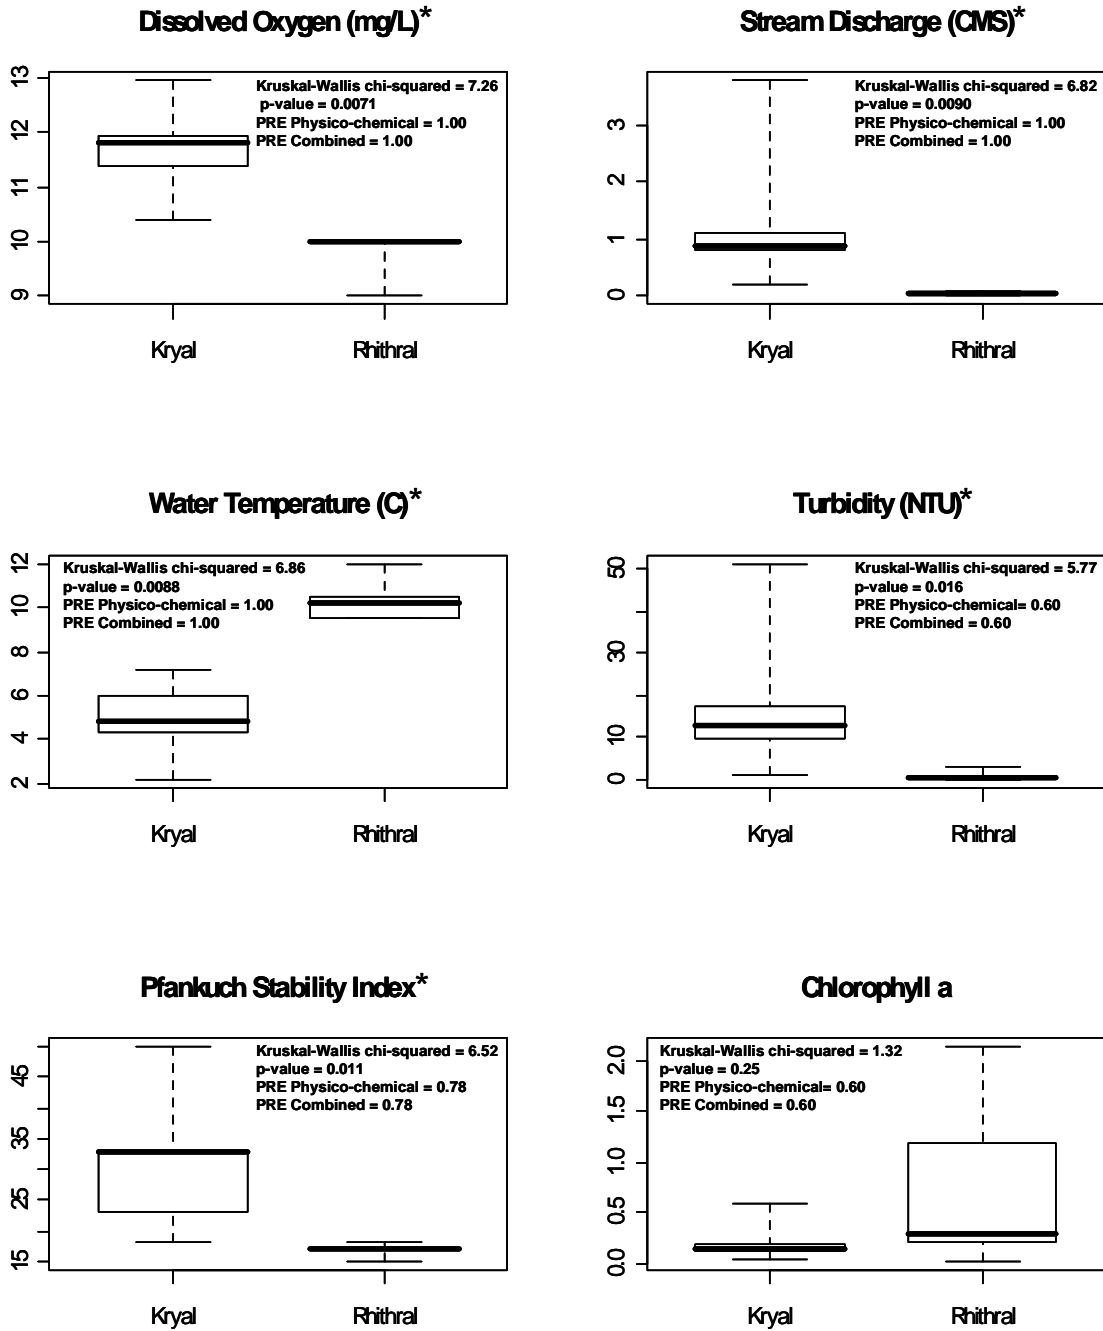 Dissolved Oxygen (mg/L)*
Kruskal-Wallis chi-squared = 7.26
p-value = 0.0071
PRE Physico-chemical = 1.00
PRE Combined = 1.00
13
12
11
10
9
Kryal
Rhithral
Stream Discharge (CMS)*
Kruskal-Wallis chi-squared = 6.82
p-value = 0.0090
PRE Physico-chemical = 1.00
PRE Combined = 1.00
3
2
1
0
Kryal
Rhithral
Water Temperature (C)*
Kruskal-Wallis chi-squared = 6.86
p-value = 0.0088
PRE Physico-chemical = 1.00
PRE Combined = 1.00
12
10
8
6
4
2
Kryal
Rhithral
Turbidity (NTU)*
Kruskal-Wallis chi-squared = 5.77
p-value = 0.016
PRE Physico-chemical= 0.60
PRE Combined = 0.60
50
30
10
0
Kryal
Rhithral
Pfankuch Stability Index*
Kruskal-Wallis chi-squared = 6.52
p-value = 0.011
PRE Physico-chemical = 0.78
PRE Combined = 0.78
45
35
25
15
Kryal
Rhithral
Chlorophyll a
Kruskal-Wallis chi-squared = 1.32
p-value = 0.25
PRE Physico-chemical= 0.60
PRE Combined = 0.60
2.0
1.5
1.0
0.5
0.0
Kryal
Rhithral